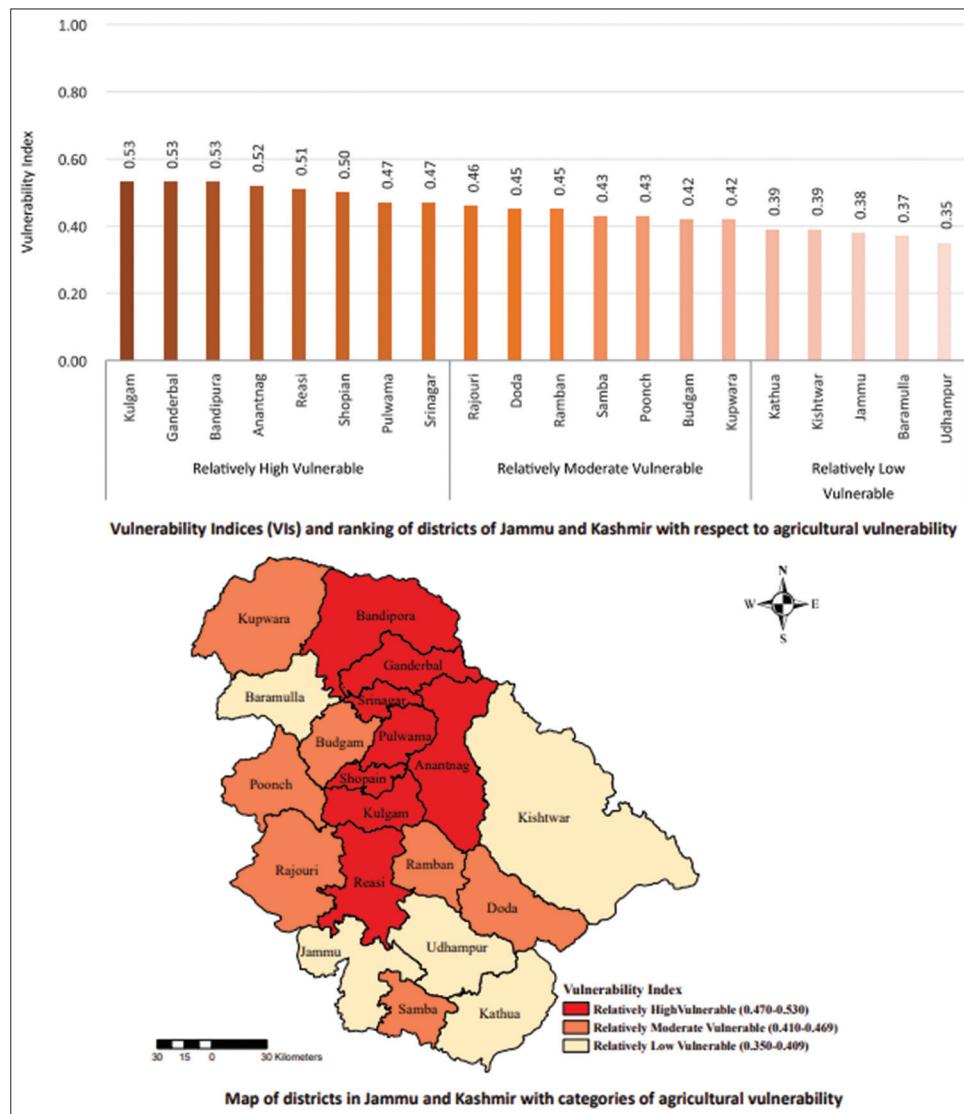 1.00
0.80
0.60
0.40
0.20
0.00
Vulnerability Index
0.53
0.53
0.53
0.52
0.51
0.50
0.47
0.47
0.46
0.45
0.45
0.43
0.43
0.42
0.42
0.39
0.39
0.38
0.37
0.35
Kulgam
Ganderbal
Bandipura
Anantnag
Reasi
Shopian
Pulwama
Srinagar
Rajouri
Doda
Ramban
Samba
Poonch
Budgam
Kupwara
Kathua
Kishtwar
Jammu
Baramulla
Udhampur
Relatively High Vulnerable
Relatively Moderate Vulnerable
Relatively Low
Vulnerable
Vulnerability Indices (VIs) and ranking of districts of Jammu and Kashmir with respect to agricultural vulnerability
N
W
E
S
Kupwara
Bandipora
Ganderbal
Baramulla
Srinagar
Budgam
Pulwama
Anantnag
Shopain
Poonch
Kulgam
Kishtwar
Rajouri
Reasi
Ramban
Doda
Jammu
Udhampur
Samba
Kathua
Vulnerability Index
Relatively HighVulnerable (0.470-0.530)
Relatively Moderate Vulnerable (0.410-0.469)
Relatively Low Vulnerable (0.350-0.409)
30 15 0 30 Kilometers
Map of districts in Jammu and Kashmir with categories of agricultural vulnerability